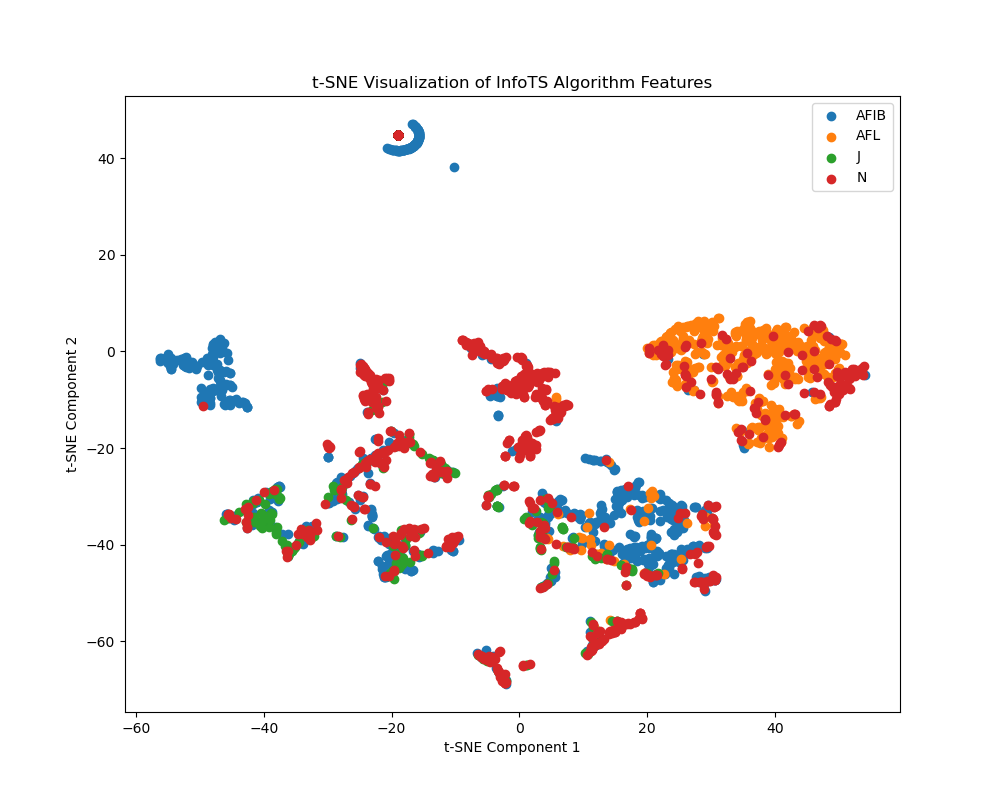 t-SNE Visualization of InfoTS Algorithm Features
AFIB
AFL
J
N
40
20
0
−20
−40
−60
t-SNE Component 2
−60
−40
−20
0
20
40
t-SNE Component 1